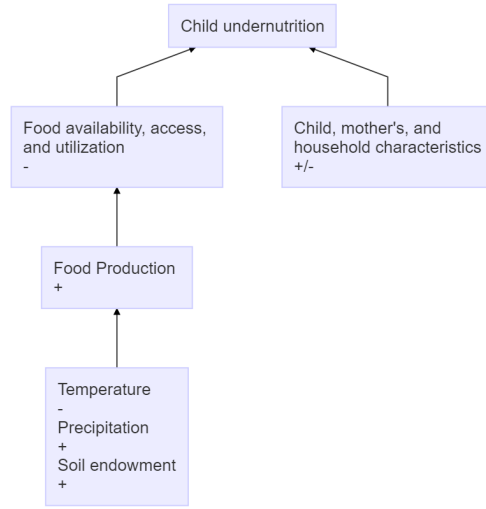 Child undernutrition
Food availability, access,
and utilization
-
Child, mother's, and
household characteristics
+/-
Food Production
+
Temperature
-
Precipitation
+
Soil endowment
+